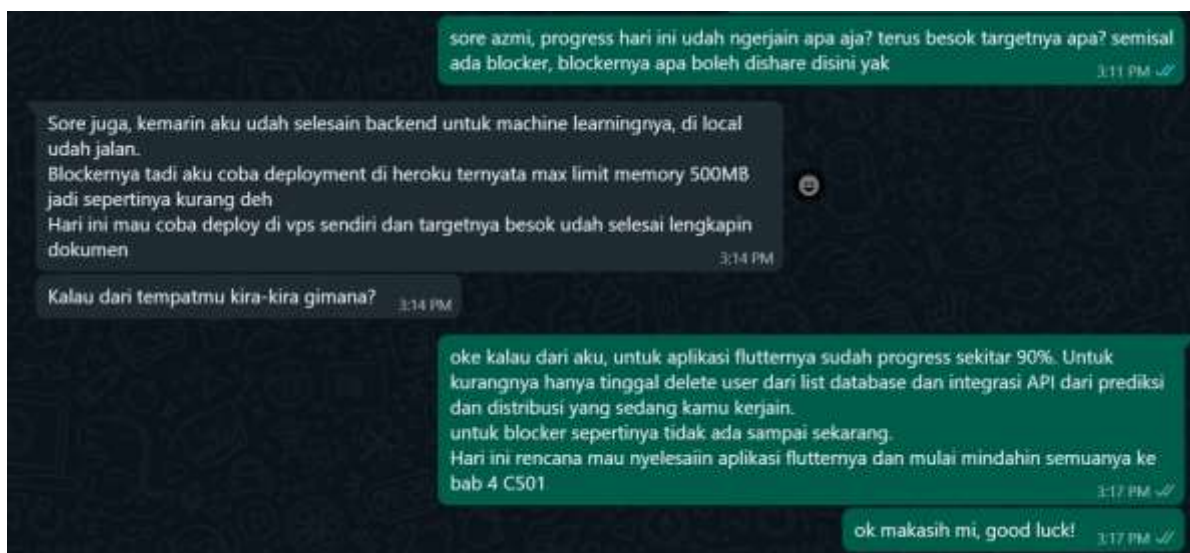 sore azmi, progress hari ini udah ngerjain apa aja? terus besok targetnya apa? semisal
ada blocker, blockernya apa boleh dishare disini yak
3:11 PM
Sore juga, kemarin aku udah selesain backend untuk machine learningnya, di local
udah jalan.
Blockernya tadi aku coba deployment di heroku ternyata max limit memory 500MB
jadi sepertinya kurang deh
Hari ini mau coba deploy di vps sendiri dan targetnya besok udah selesai lengkapin
dokumen
3:14 PM
Kalau dari tempatmu kira-kira gimana? 3:14 PM
oke kalau dari aku, untuk aplikasi flutternya sudah progress sekitar 90%. Untuk
kurangnya hanya tinggal delete user dari list database dan integrasi API dari prediksi
dan distribusi yang sedang kamu kerjain.
untuk blocker sepertinya tidak ada sampai sekarang.
Hari ini rencana mau nyelesaiin aplikasi flutternya dan mulai mindahin semuanya ke
bab 4 C501
3:17 PM
ok makasih mi, good luck! 3:17 PM